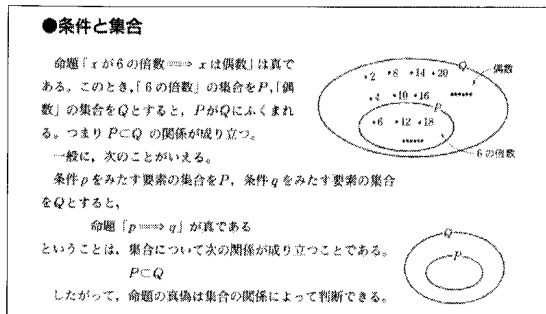 ●条件と集合
命題「xが6の倍数⟹xは偶数」は真で
ある。このとき,「6の倍数」の集合をP,「偶
数」の集合をQとすると, PがQにふくまれ
る。つまりP⊂Qの関係が成り立つ。
一般に, 次のことがいえる。
条件pをみたす要素の集合をP, 条件qをみたす要素の集合
をQとすると,
命題「p⟹q」が真である
ということは, 集合について次の関係が成り立つことである。
P⊂Q
したがって, 命題の真偽は集合の関係によって判断できる。
•2 •8 •14 •20 Q
偶数
•4 •10 •16 ……
P
•6 •12 •18
……
6の倍数
Q
P